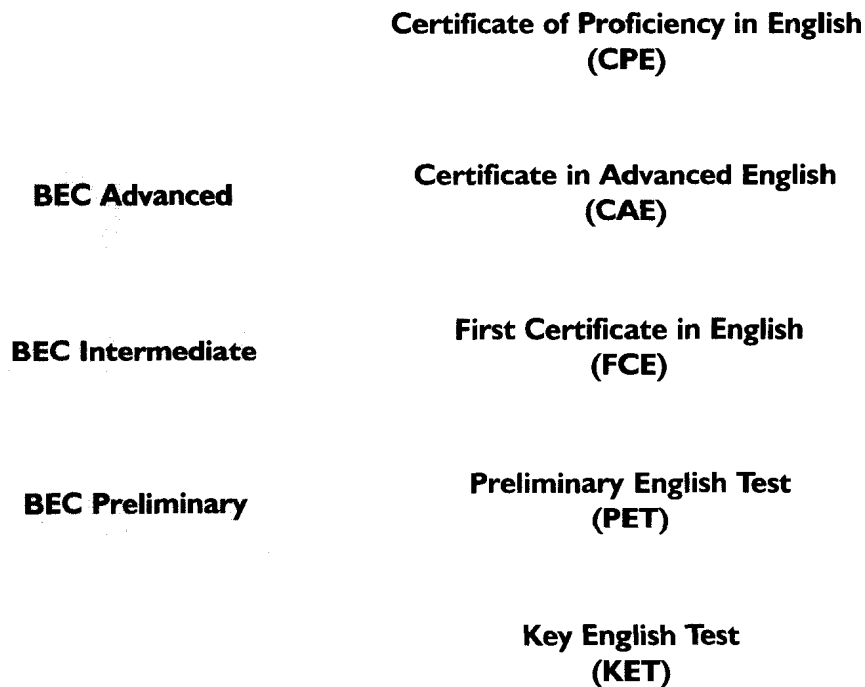 Certificate of Proficiency in English
(CPE)
BEC Advanced
Certificate in Advanced English
(CAE)
BEC Intermediate
First Certificate in English
(FCE)
BEC Preliminary
Preliminary English Test
(PET)
Key English Test
(KET)